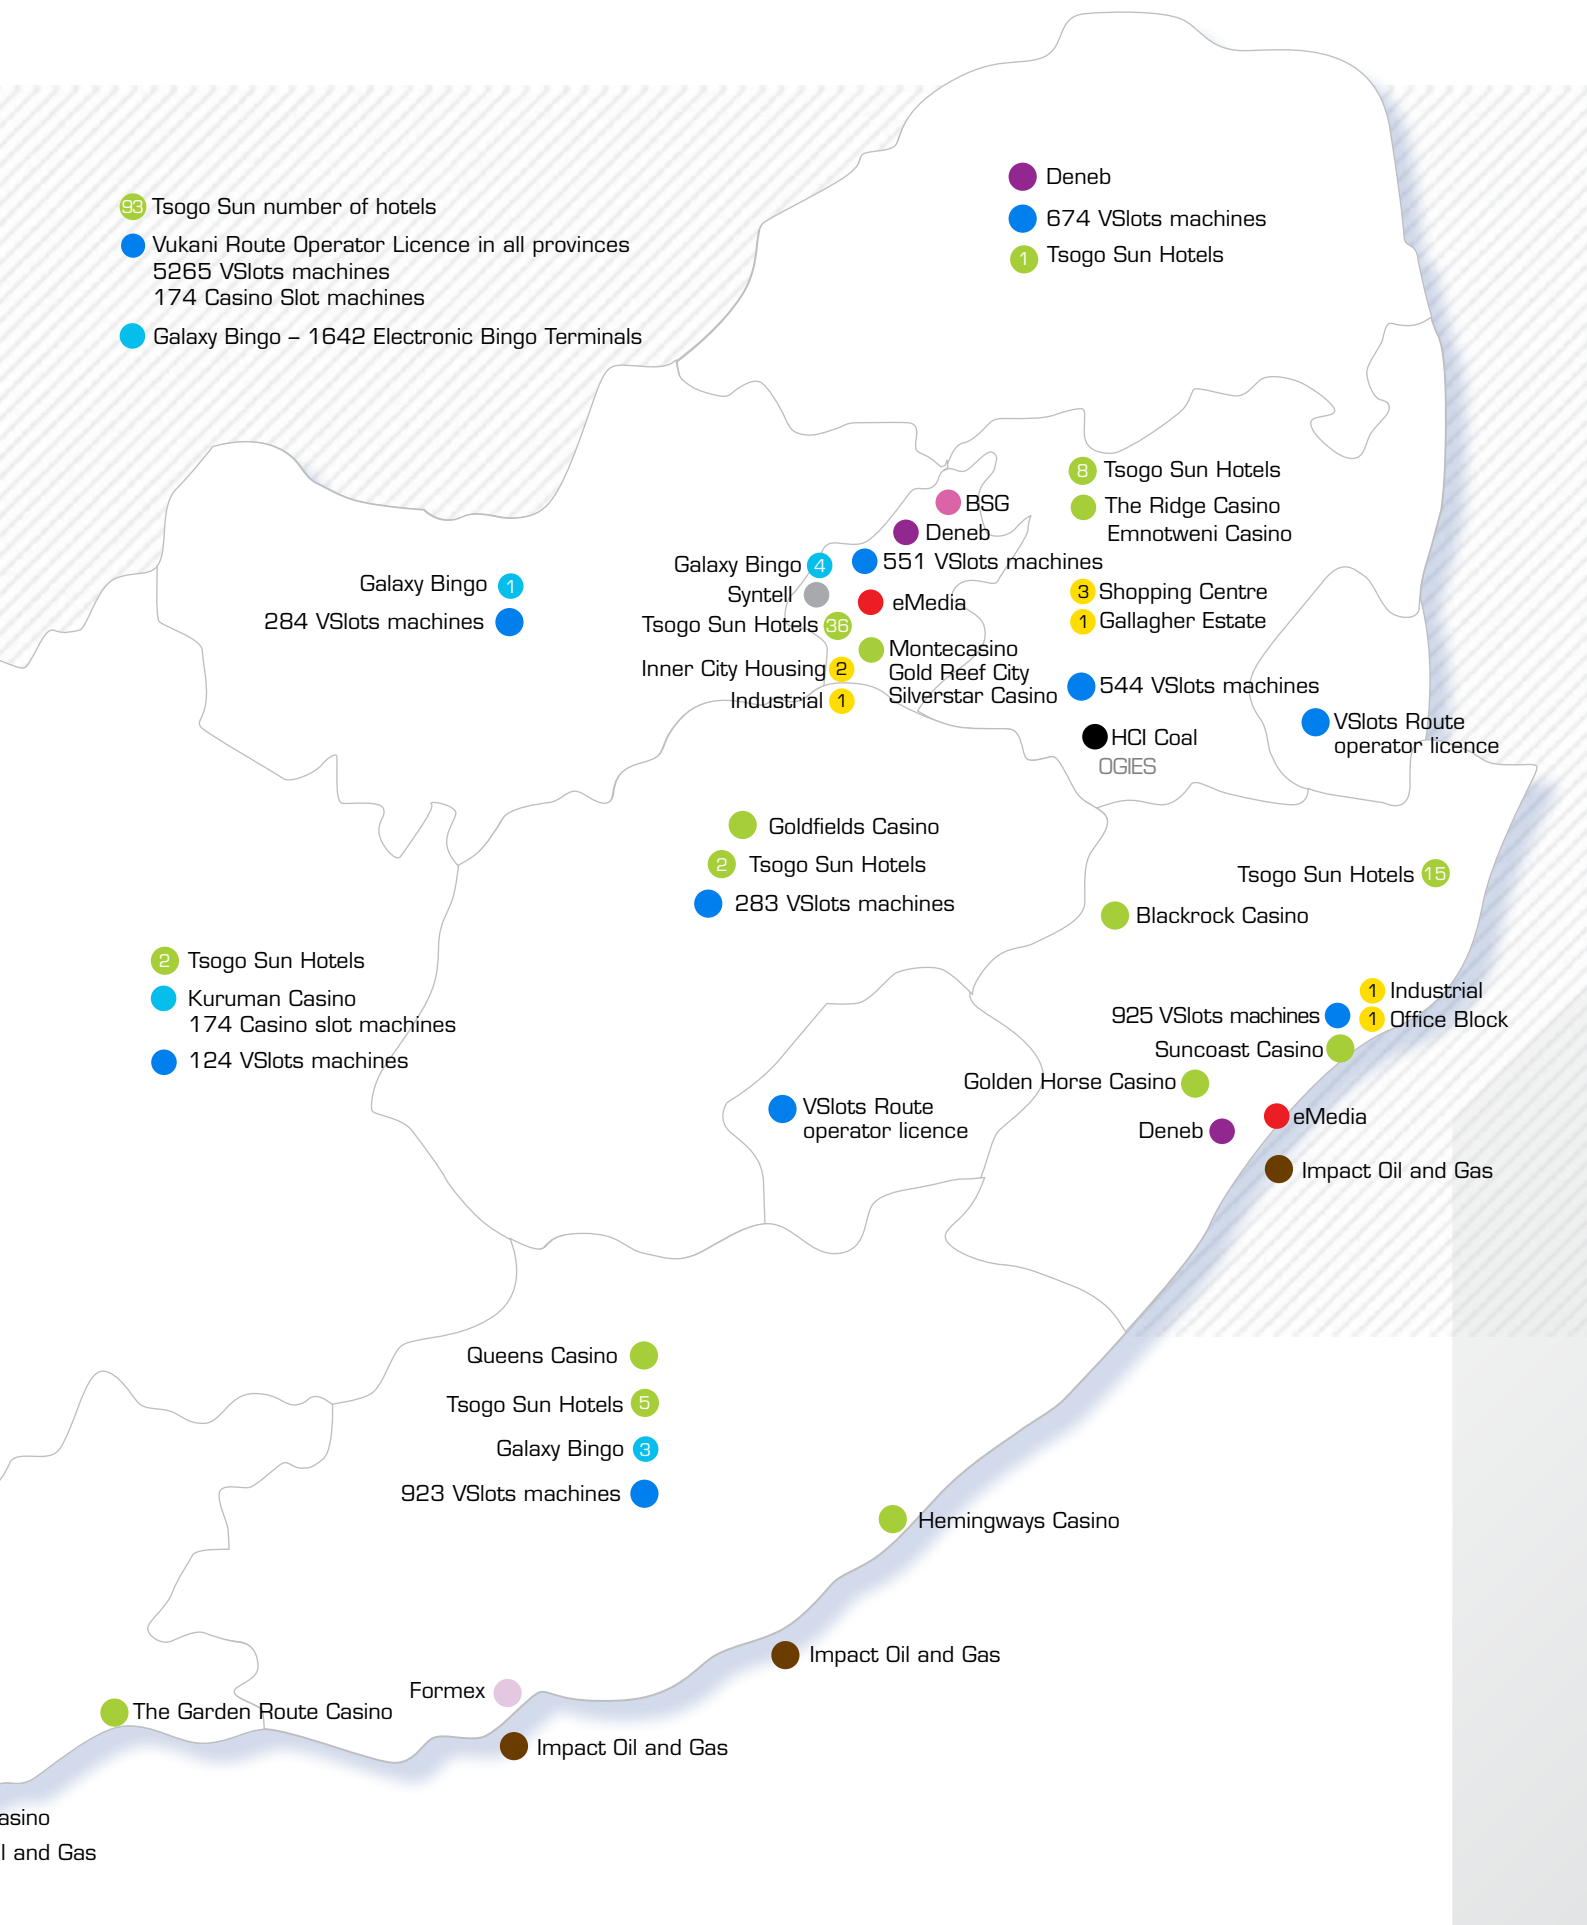 93 Tsogo Sun number of hotels
Vukani Route Operator Licence in all provinces
5265 VSlots machines
174 Casino Slot machines
Galaxy Bingo – 1642 Electronic Bingo Terminals
Deneb
674 VSlots machines
1 Tsogo Sun Hotels
Galaxy Bingo 1
284 VSlots machines
BSG
Deneb
Galaxy Bingo 4
551 VSlots machines
Syntell
eMedia
Tsogo Sun Hotels 36
Montecasino
Gold Reef City
Silverstar Casino
Inner City Housing 2
Industrial 1
8 Tsogo Sun Hotels
The Ridge Casino
Emnotweni Casino
3 Shopping Centre
1 Gallagher Estate
544 VSlots machines
HCI Coal
OGIES
VSlots Route
operator licence
Goldfields Casino
2 Tsogo Sun Hotels
283 VSlots machines
Tsogo Sun Hotels 15
Blackrock Casino
1 Industrial
925 VSlots machines
1 Office Block
Suncoast Casino
Golden Horse Casino
eMedia
Deneb
Impact Oil and Gas
2 Tsogo Sun Hotels
Kuruman Casino
174 Casino slot machines
124 VSlots machines
VSlots Route
operator licence
Queens Casino
Tsogo Sun Hotels 5
Galaxy Bingo 3
923 VSlots machines
Hemingways Casino
Impact Oil and Gas
Formex
The Garden Route Casino
Impact Oil and Gas
asino
l and Gas